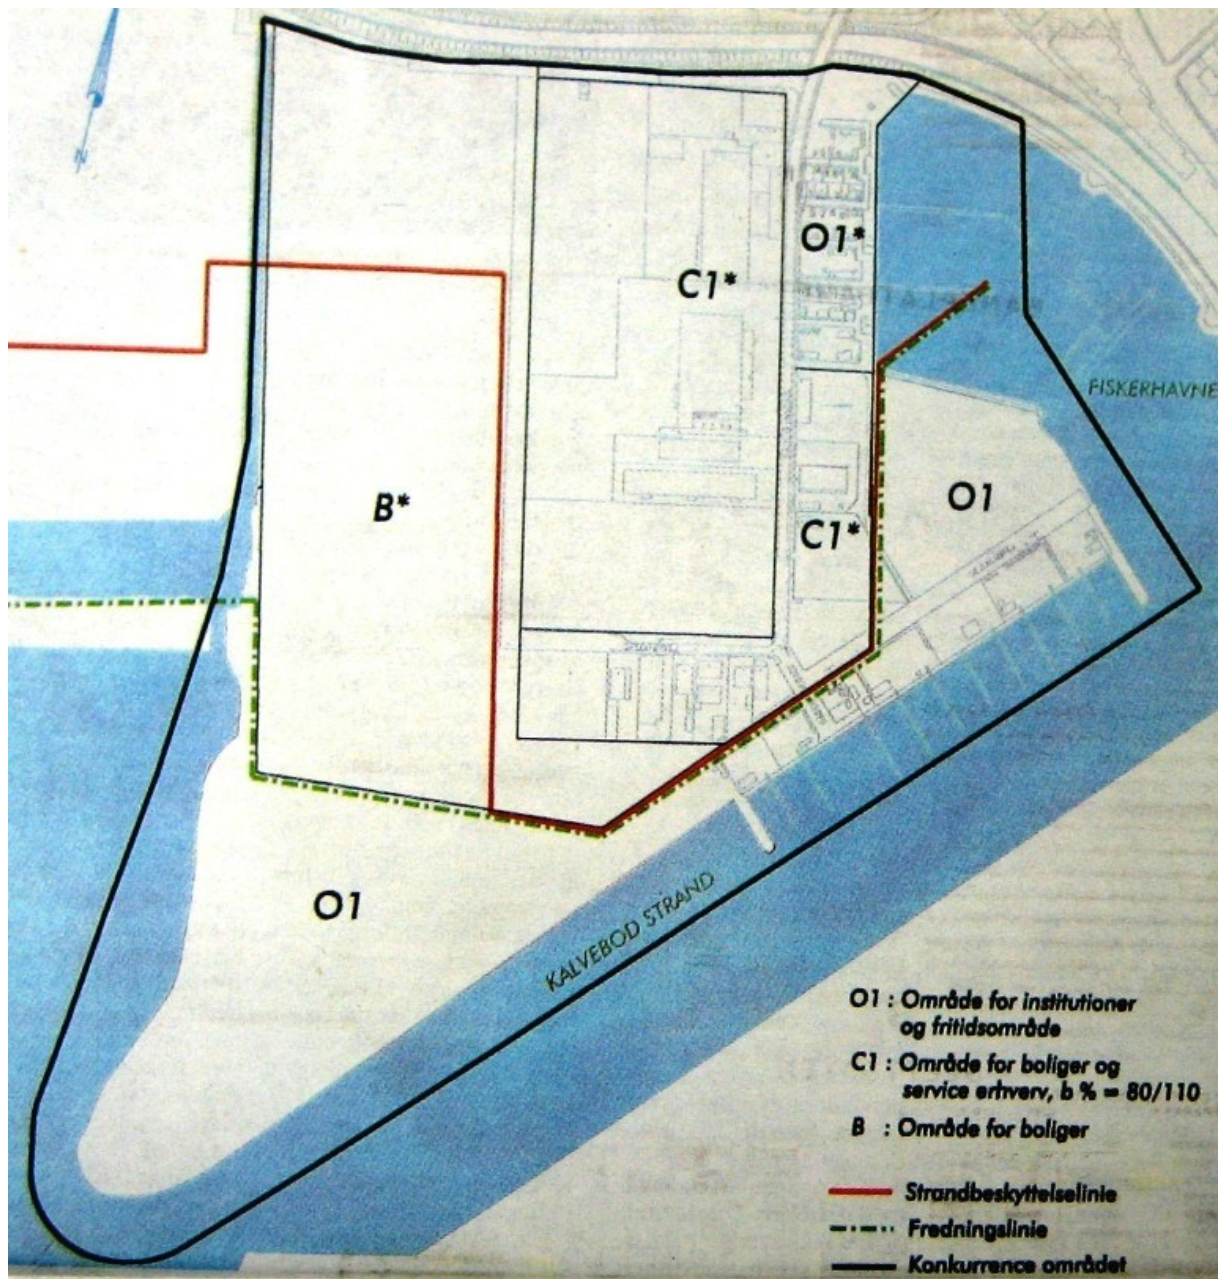 N
O1*
C1*
FISKERHAVNE
B*
O1
C1*
O1
KALVEBOD STRAND
O1 : Område for institutioner
og fritidsområde
C1 : Område for boliger og
service erhverv, b % = 80/110
B : Område for boliger
Strandbeskyttelselinie
Fredningslinie
Konkurrence området